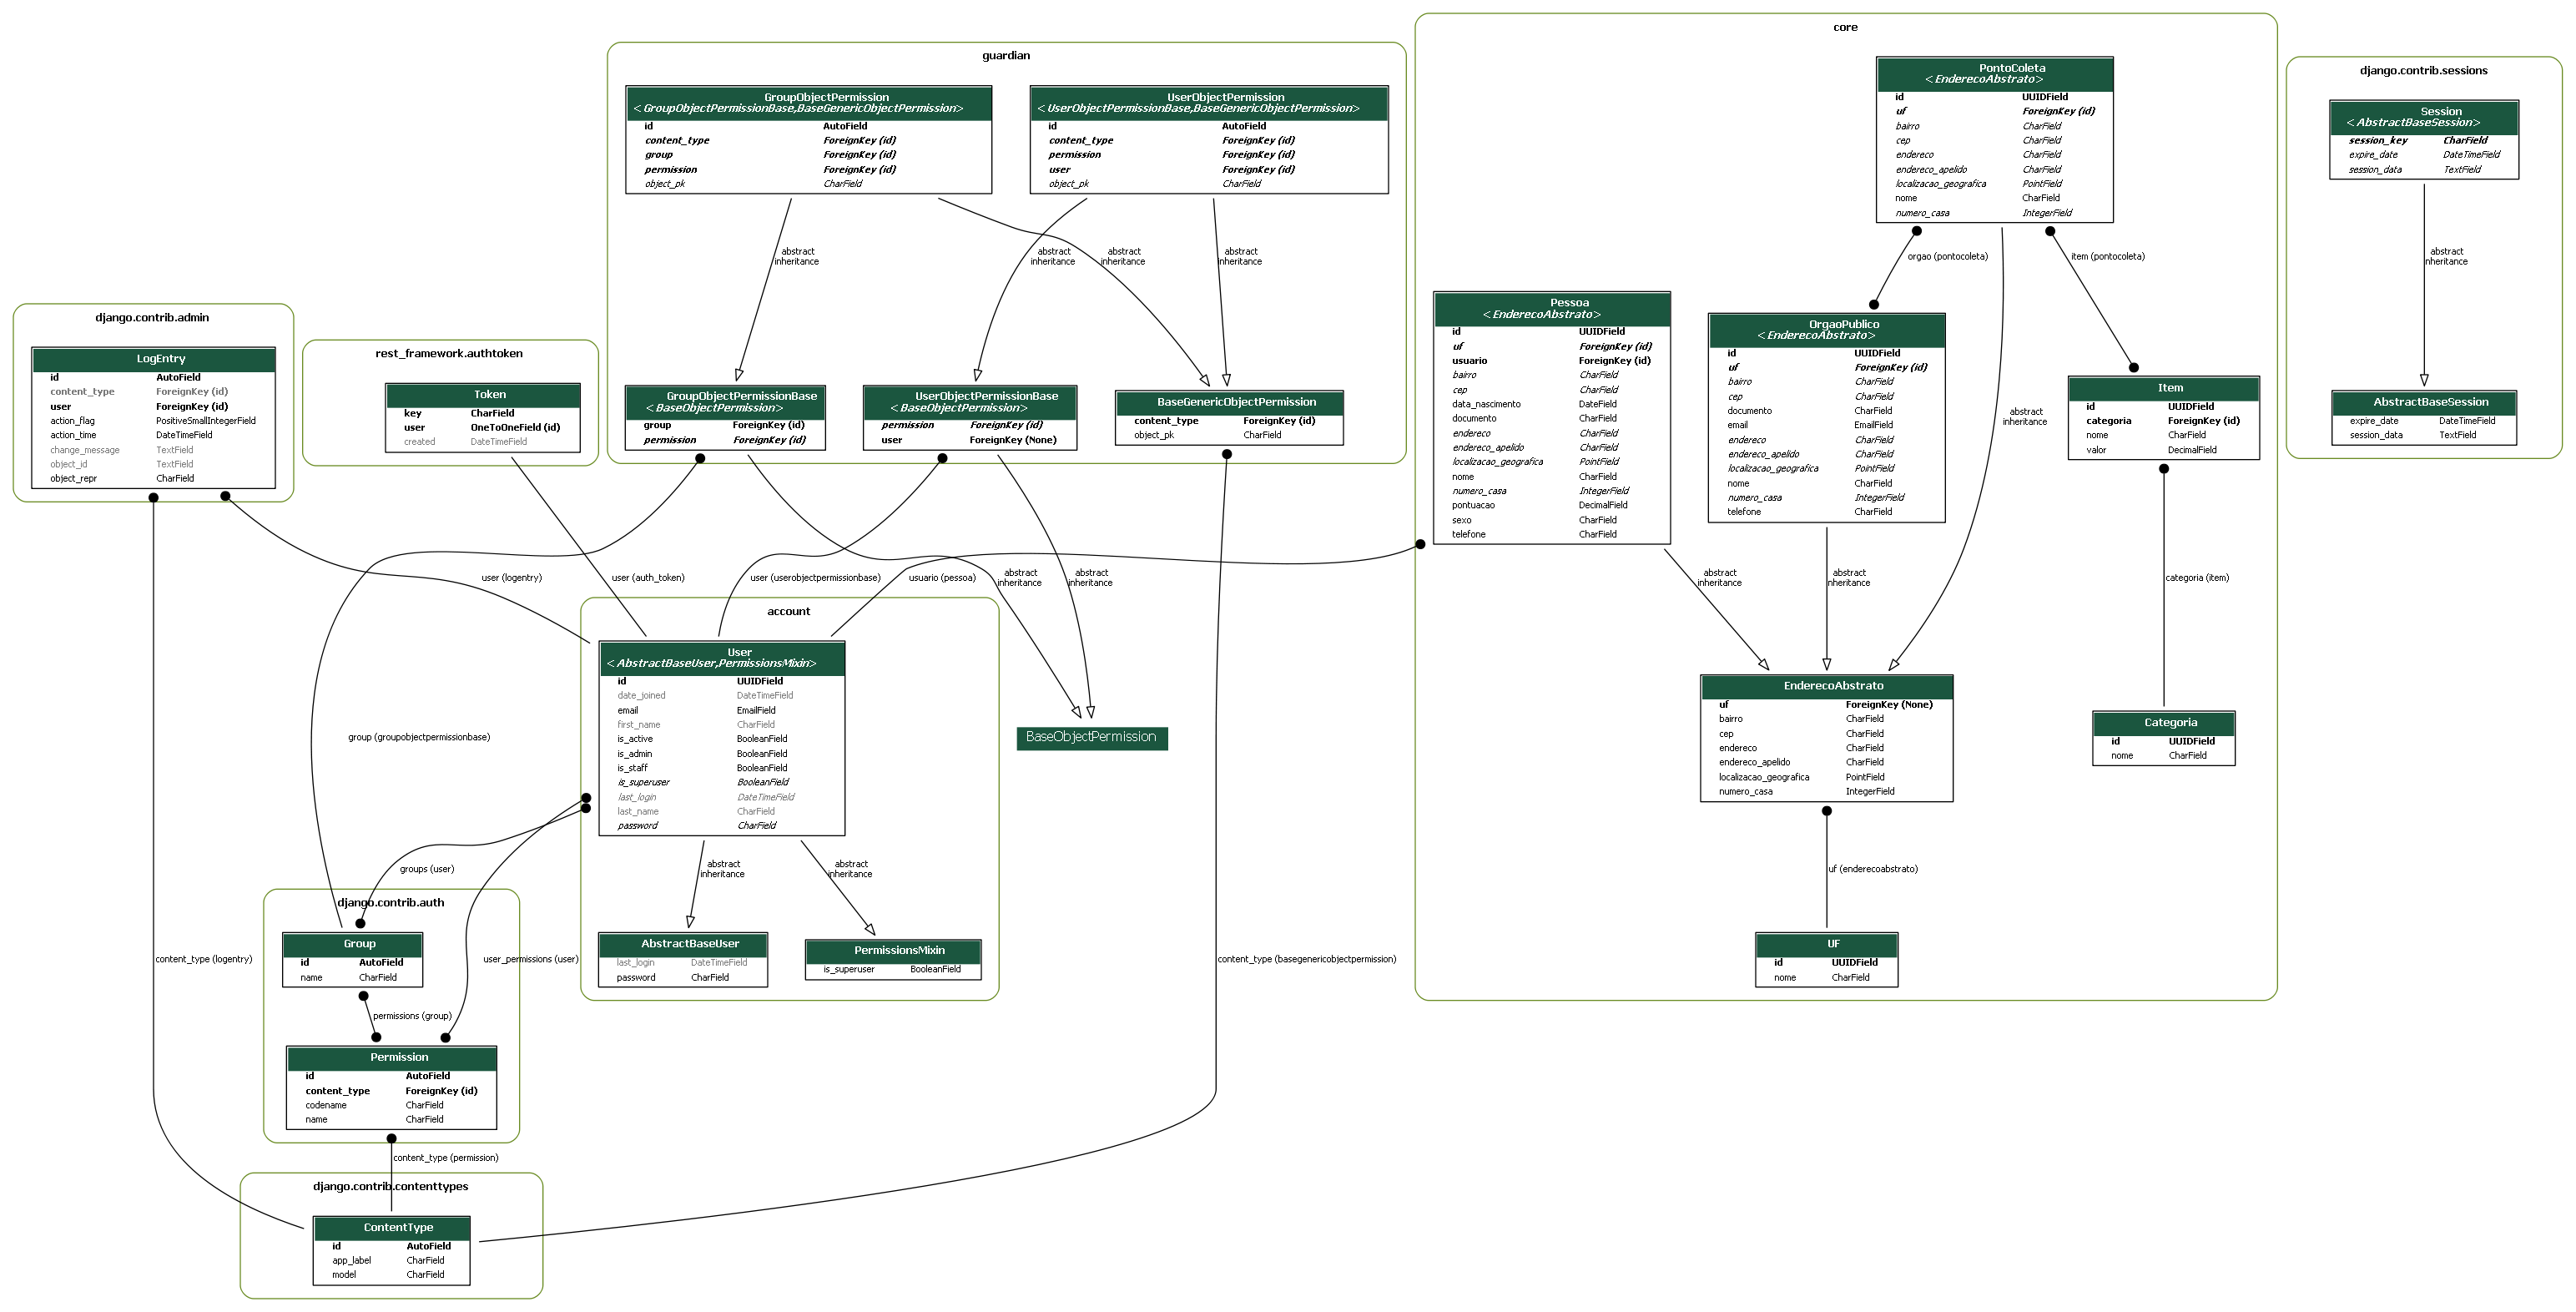 core
PontoColeta
<EnderecoAbstrato>
id UUIDField
uf ForeignKey (id)
bairro CharField
cep CharField
endereco CharField
endereco_apelido CharField
localizacao_geografica PointField
nome CharField
numero_casa IntegerField
guardian
GroupObjectPermission
<GroupObjectPermissionBase,BaseGenericObjectPermission>
id AutoField
content_type ForeignKey (id)
group ForeignKey (id)
permission ForeignKey (id)
object_pk CharField
UserObjectPermission
<UserObjectPermissionBase,BaseGenericObjectPermission>
id AutoField
content_type ForeignKey (id)
permission ForeignKey (id)
user ForeignKey (id)
object_pk CharField
django.contrib.sessions
Session
<AbstractBaseSession>
session_key CharField
expire_date DateTimeField
session_data TextField
abstract
inheritance
abstract
inheritance
abstract
inheritance
abstract
inheritance
orgao (pontocoleta)
item (pontocoleta)
abstract
inheritance
django.contrib.admin
LogEntry
id AutoField
content_type ForeignKey (id)
user ForeignKey (id)
action_flag PositiveSmallIntegerField
action_time DateTimeField
change_message TextField
object_id TextField
object_repr CharField
rest_framework.authtoken
Token
key CharField
user OneToOneField (id)
created DateTimeField
GroupObjectPermissionBase
<BaseObjectPermission>
group ForeignKey (id)
permission ForeignKey (id)
UserObjectPermissionBase
<BaseObjectPermission>
permission ForeignKey (id)
user ForeignKey (None)
BaseGenericObjectPermission
content_type ForeignKey (id)
object_pk CharField
Pessoa
<EnderecoAbstrato>
id UUIDField
uf ForeignKey (id)
usuario ForeignKey (id)
bairro CharField
cep CharField
data_nascimento DateField
documento CharField
endereco CharField
endereco_apelido CharField
localizacao_geografica PointField
nome CharField
numero_casa IntegerField
pontuacao DecimalField
sexo CharField
telefone CharField
OrgaoPublico
<EnderecoAbstrato>
id UUIDField
uf ForeignKey (id)
bairro CharField
cep CharField
documento CharField
email EmailField
endereco CharField
endereco_apelido CharField
localizacao_geografica PointField
nome CharField
numero_casa IntegerField
telefone CharField
abstract
inheritance
Item
id UUIDField
categoria ForeignKey (id)
nome CharField
valor DecimalField
AbstractBaseSession
expire_date DateTimeField
session_data TextField
user (logentry)
user (auth_token)
user (userobjectpermissionbase)
usuario (pessoa)
abstract
inheritance
abstract
inheritance
abstract
inheritance
abstract
inheritance
categoria (item)
account
User
<AbstractBaseUser,PermissionsMixin>
id UUIDField
date_joined DateTimeField
email EmailField
first_name CharField
is_active BooleanField
is_admin BooleanField
is_staff BooleanField
is_superuser BooleanField
last_login DateTimeField
last_name CharField
password CharField
group (groupobjectpermissionbase)
BaseObjectPermission
EnderecoAbstrato
uf ForeignKey (None)
bairro CharField
cep CharField
endereco CharField
endereco_apelido CharField
localizacao_geografica PointField
numero_casa IntegerField
Categoria
id UUIDField
nome CharField
groups (user)
abstract
inheritance
abstract
inheritance
uf (enderecoabstrato)
django.contrib.auth
Group
id AutoField
name CharField
AbstractBaseUser
last_login DateTimeField
password CharField
PermissionsMixin
is_superuser BooleanField
UF
id UUIDField
nome CharField
content_type (logentry)
user_permissions (user)
content_type (basegenericobjectpermission)
permissions (group)
Permission
id AutoField
content_type ForeignKey (id)
codename CharField
name CharField
content_type (permission)
django.contrib.contenttypes
ContentType
id AutoField
app_label CharField
model CharField